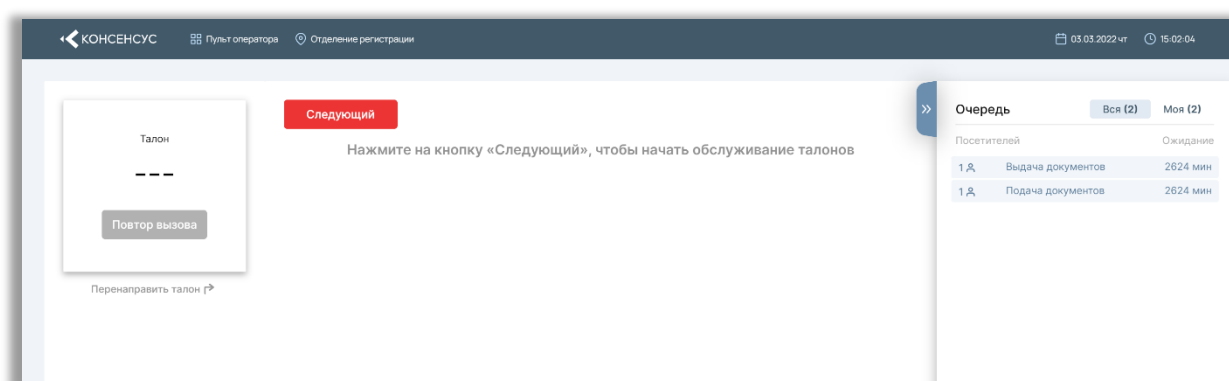 КОНСЕНСУС Пульт оператора Отделение регистрации 03.03.2022 чт 15:02:04
Талон
---
Повтор вызова
Перенаправить талон
Следующий
Нажмите на кнопку «Следующий», чтобы начать обслуживание талонов
Очередь Вся (2) Моя (2)
Посетителей Ожидание
1 Выдача документов 2624 мин
1 Подача документов 2624 мин